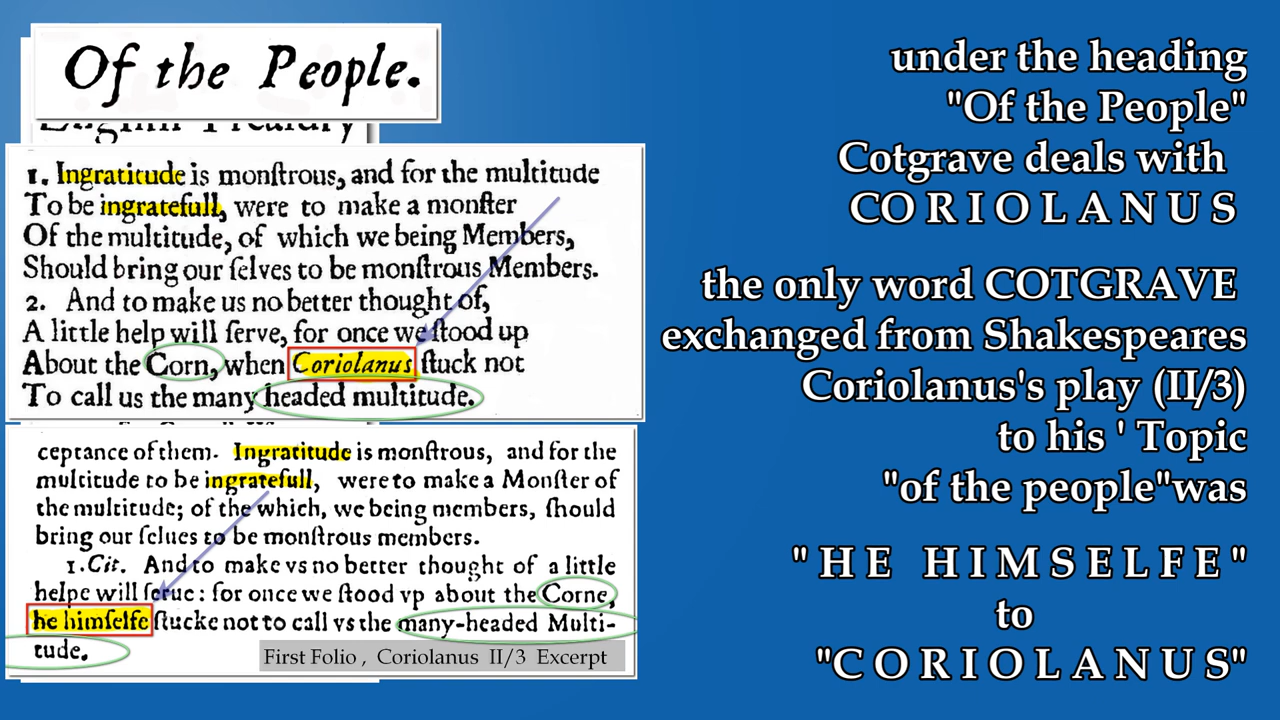 Of the People.
1. Ingratitude is monſtrous, and for the multitude
To be ingratefull, were to make a monſter
Of the multitude, of which we being Members,
Should bring our ſelves to be monſtrous Members.
2. And to make us no better thought of,
A little help will ſerve, for once we ſtood up
About the Corn, when Coriolanus ſtuck not
To call us the many headed multitude.
ceptance of them. Ingratitude is monſtrous, and for the
multitude to be ingratefull, were to make a Monſter of
the multitude; of the which, we being members, ſhould
bring our ſelues to be monſtrous members.
1.Cit. And to make vs no better thought of a little
helpe will ſerue: for once we ſtood vp about the Corne,
he himſelfe ſtucke not to call vs the many-headed Multi-
tude.
First Folio , Coriolanus II/3 Excerpt
under the heading
"Of the People"
Cotgrave deals with
CO R I O L A N U S
the only word COTGRAVE
exchanged from Shakespeares
Coriolanus's play (II/3)
to his ' Topic
"of the people"was
" H E H I M S E L F E "
to
"C O R I O L A N U S"